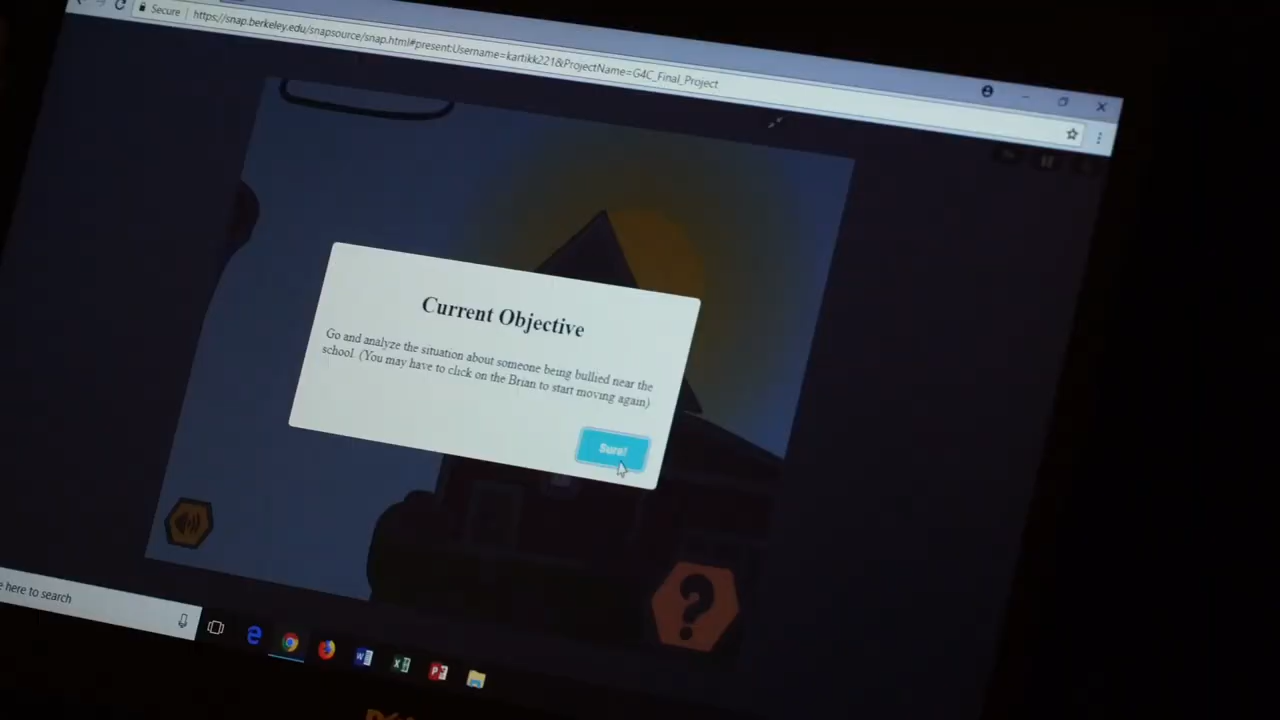 Secure
https://snap.berkeley.edu/snapsource/snap.html#present:Username=kartikk221&ProjectName=G4C_Final_Project
Current Objective
Go and analyze the situation about someone being bullied near the
school. (You may have to click on the Brian to start moving again)
Sure!
?
here to search